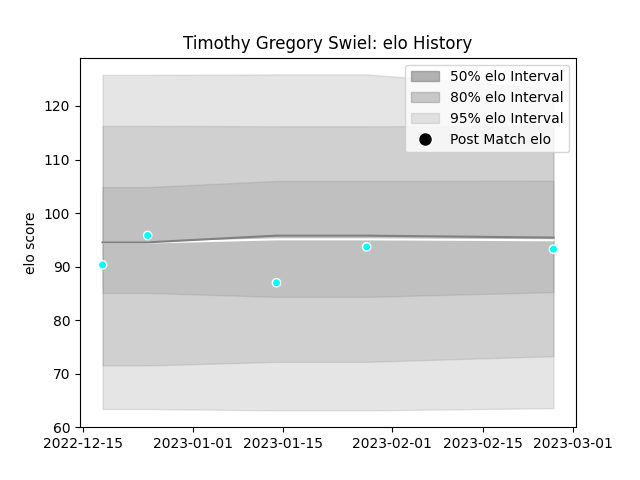 Timothy Gregory Swiel: elo History
50% elo Interval
80% elo Interval
95% elo Interval
Post Match elo
elo score
120
110
100
90
80
70
60
2022-12-15 2023-01-01 2023-01-15 2023-02-01 2023-02-15 2023-03-01